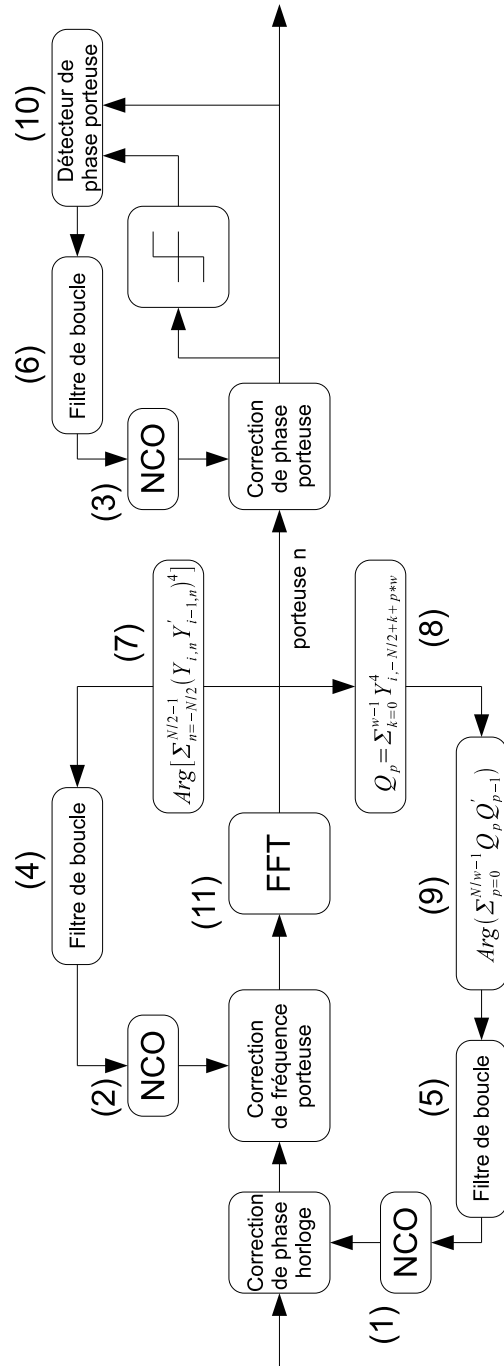 (10)
Détecteur de
phase porteuse
(6)
Filtre de boucle
(3)
NCO
Correction
de phase
porteuse
porteuse n
(7)
Arg[Σ_{n=-N/2}^{N/2-1}(Y_{i,n}Y'_{i-1,n})^4]
(8)
Q_p=Σ_{k=0}^{w-1}Y^4_{i,-N/2+k+p*w}
(4)
Filtre de boucle
(11)
FFT
(9)
Arg(Σ_{p=0}^{N/w-1}Q_pQ'_{p-1})
(2)
NCO
Correction
de fréquence
porteuse
(5)
Filtre de boucle
Correction
de phase
horloge
(1)
NCO